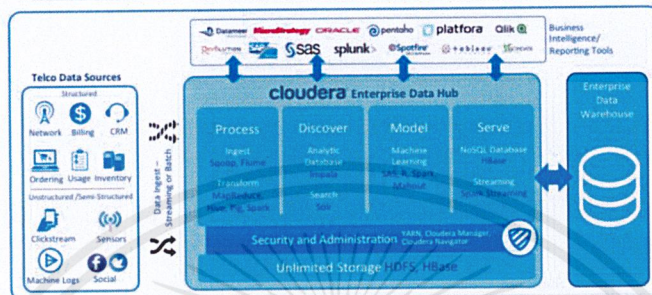 Datameer MicroStrategy ORACLE pentaho platfora Qlik
SAP SAS splunk> Spotfire tableau
Business
Intelligence/
Reporting Tools
Telco Data Sources
Structured
Network Billing CRM
Ordering Usage Inventory
Unstructured /Semi-Structured
Clickstream Sensors
Machine Logs Social
Data Ingest –
Streaming or Batch
cloudera Enterprise Data Hub
Process
Ingest
Sqoop, Flume
Transform
MapReduce,
Hive, Pig, Spark
Discover
Analytic
Database
Impala
Search
Solr
Model
Machine
Learning
SAS, R, Spark,
Mahout
Serve
NoSQL Database
HBase
Streaming
Spark Streaming
Security and Administration YARN, Cloudera Manager,
Cloudera Navigator
Unlimited Storage HDFS, HBase
Enterprise
Data
Warehouse